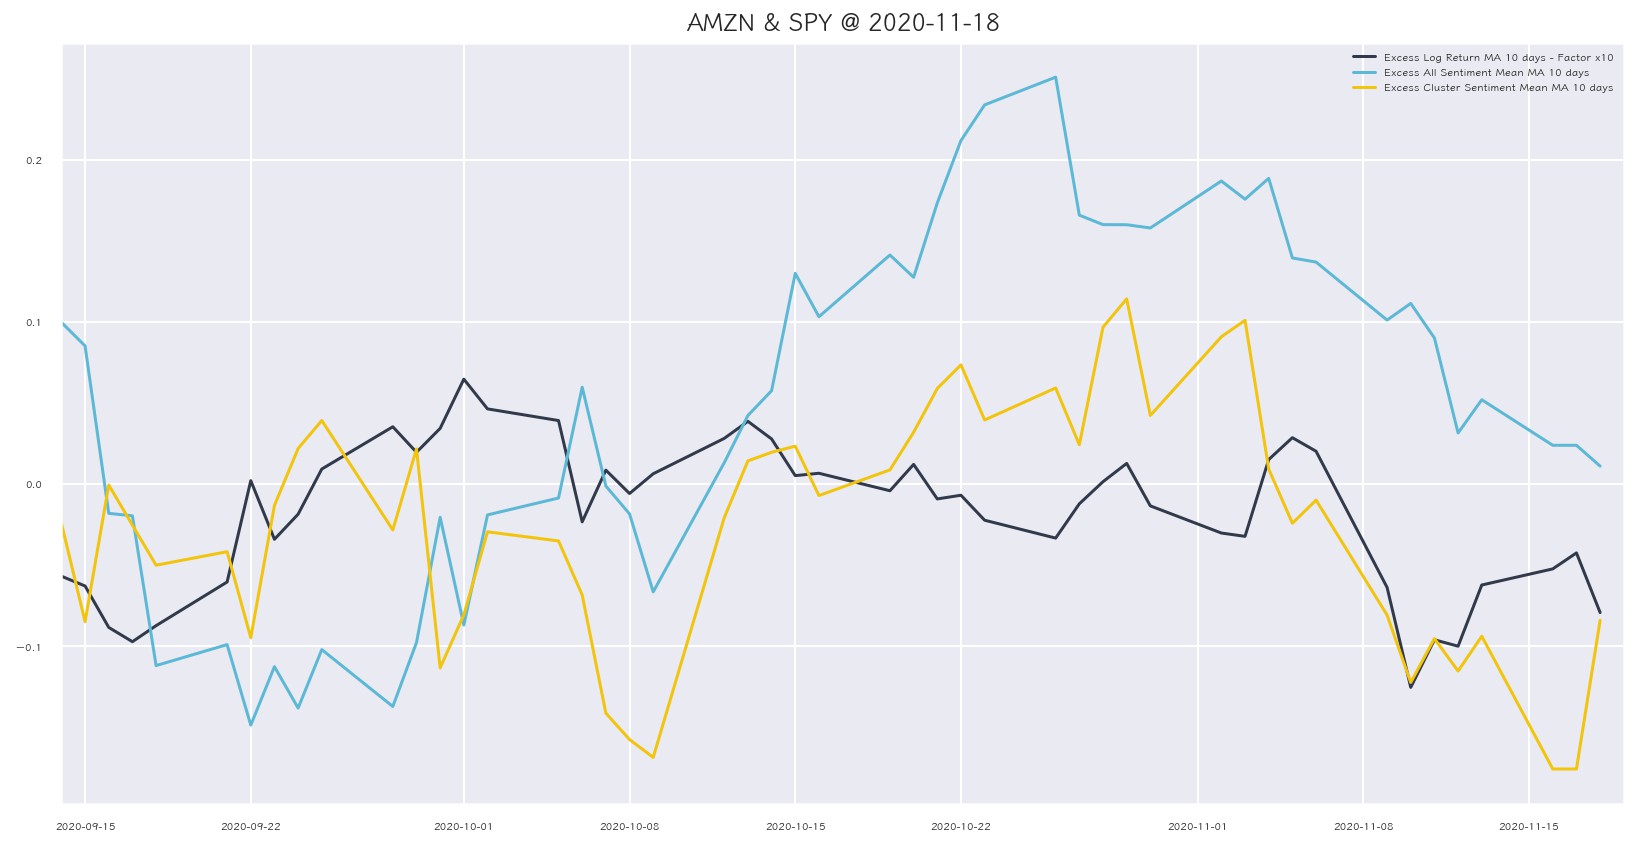 AMZN & SPY @ 2020-11-18
Excess Log Return MA 10 days - Factor x10
Excess All Sentiment Mean MA 10 days
Excess Cluster Sentiment Mean MA 10 days
0.2
0.1
0.0
−0.1
2020-09-15 2020-09-22 2020-10-01 2020-10-08 2020-10-15 2020-10-22 2020-11-01 2020-11-08 2020-11-15